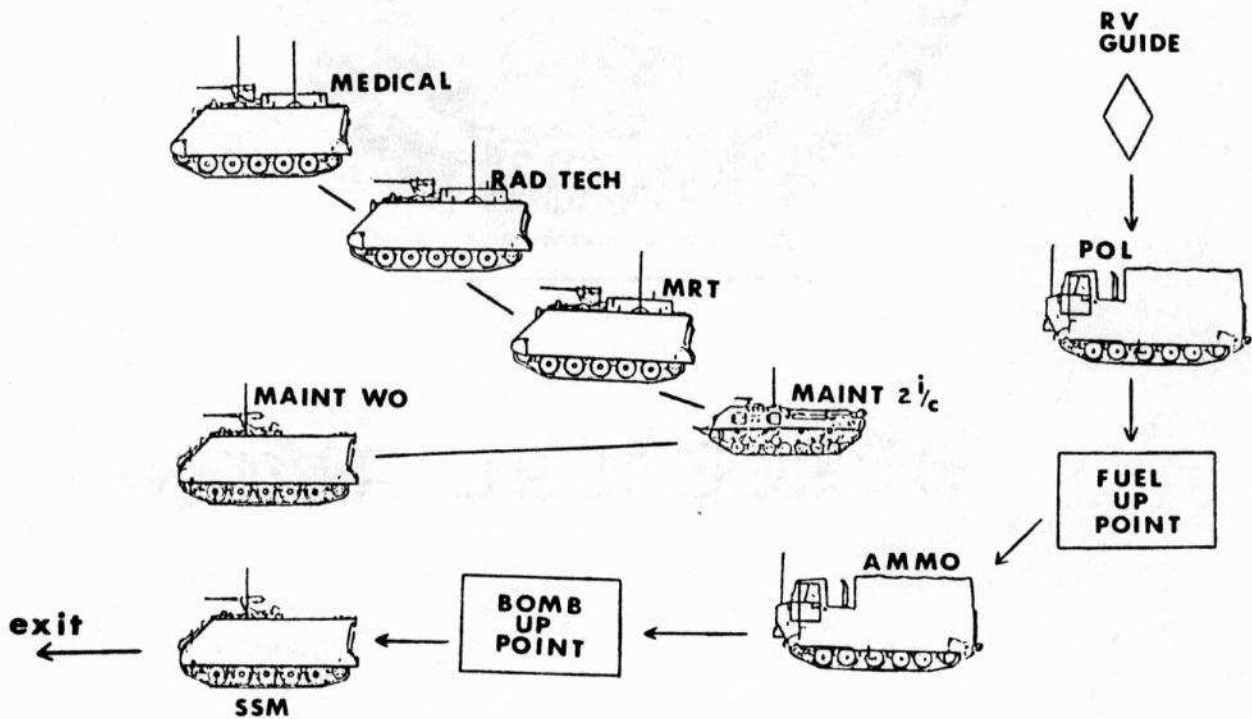 RV
GUIDE
MEDICAL
RAD TECH
POL
MRT
MAINT WO
MAINT 2 i/c
FUEL
UP
POINT
AMMO
BOMB
UP
POINT
exit
SSM